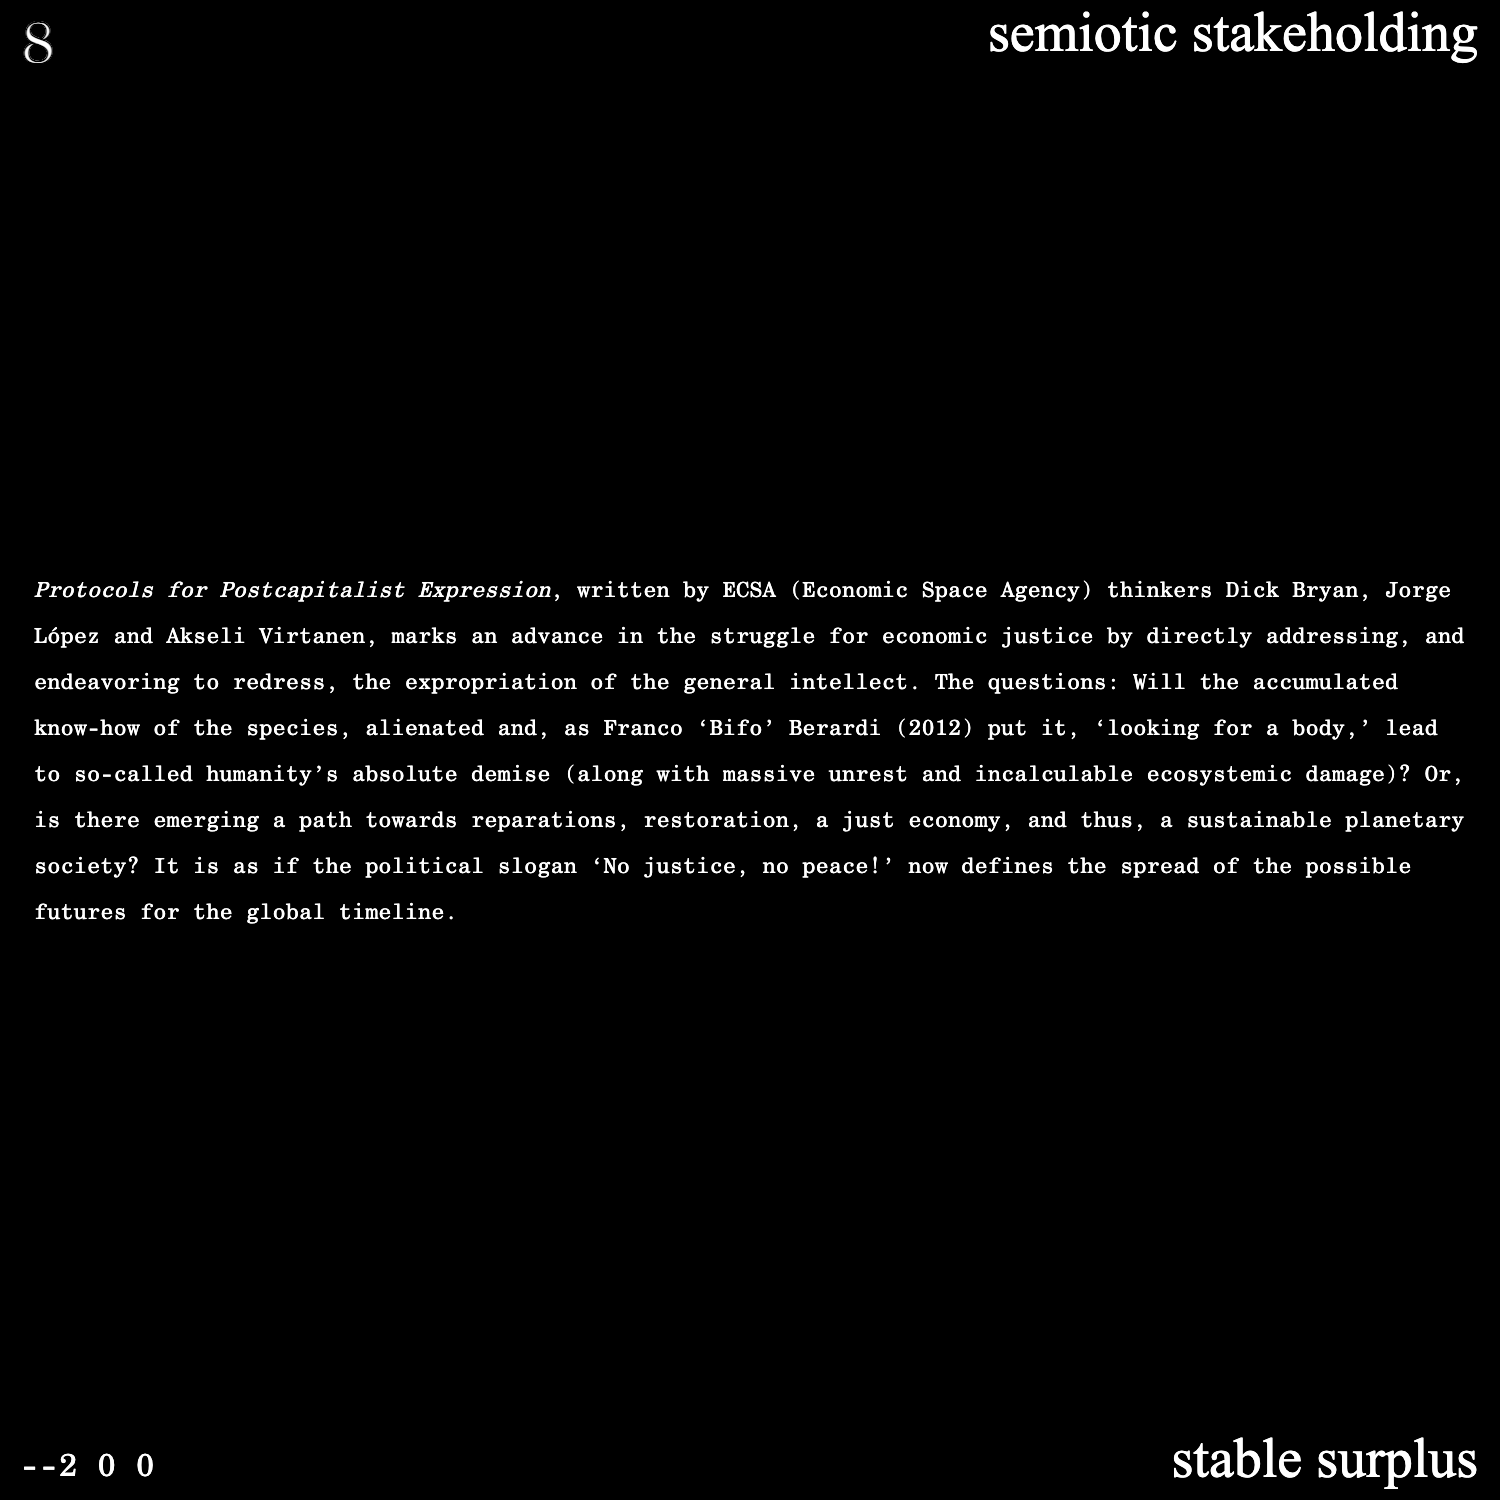 8
semiotic stakeholding
Protocols for Postcapitalist Expression, written by ECSA (Economic Space Agency) thinkers Dick Bryan, Jorge
López and Akseli Virtanen, marks an advance in the struggle for economic justice by directly addressing, and
endeavoring to redress, the expropriation of the general intellect. The questions: Will the accumulated
know-how of the species, alienated and, as Franco ‘Bifo’ Berardi (2012) put it, ‘looking for a body,’ lead
to so-called humanity’s absolute demise (along with massive unrest and incalculable ecosystemic damage)? Or,
is there emerging a path towards reparations, restoration, a just economy, and thus, a sustainable planetary
society? It is as if the political slogan ‘No justice, no peace!’ now defines the spread of the possible
futures for the global timeline.
--2 0 0
stable surplus